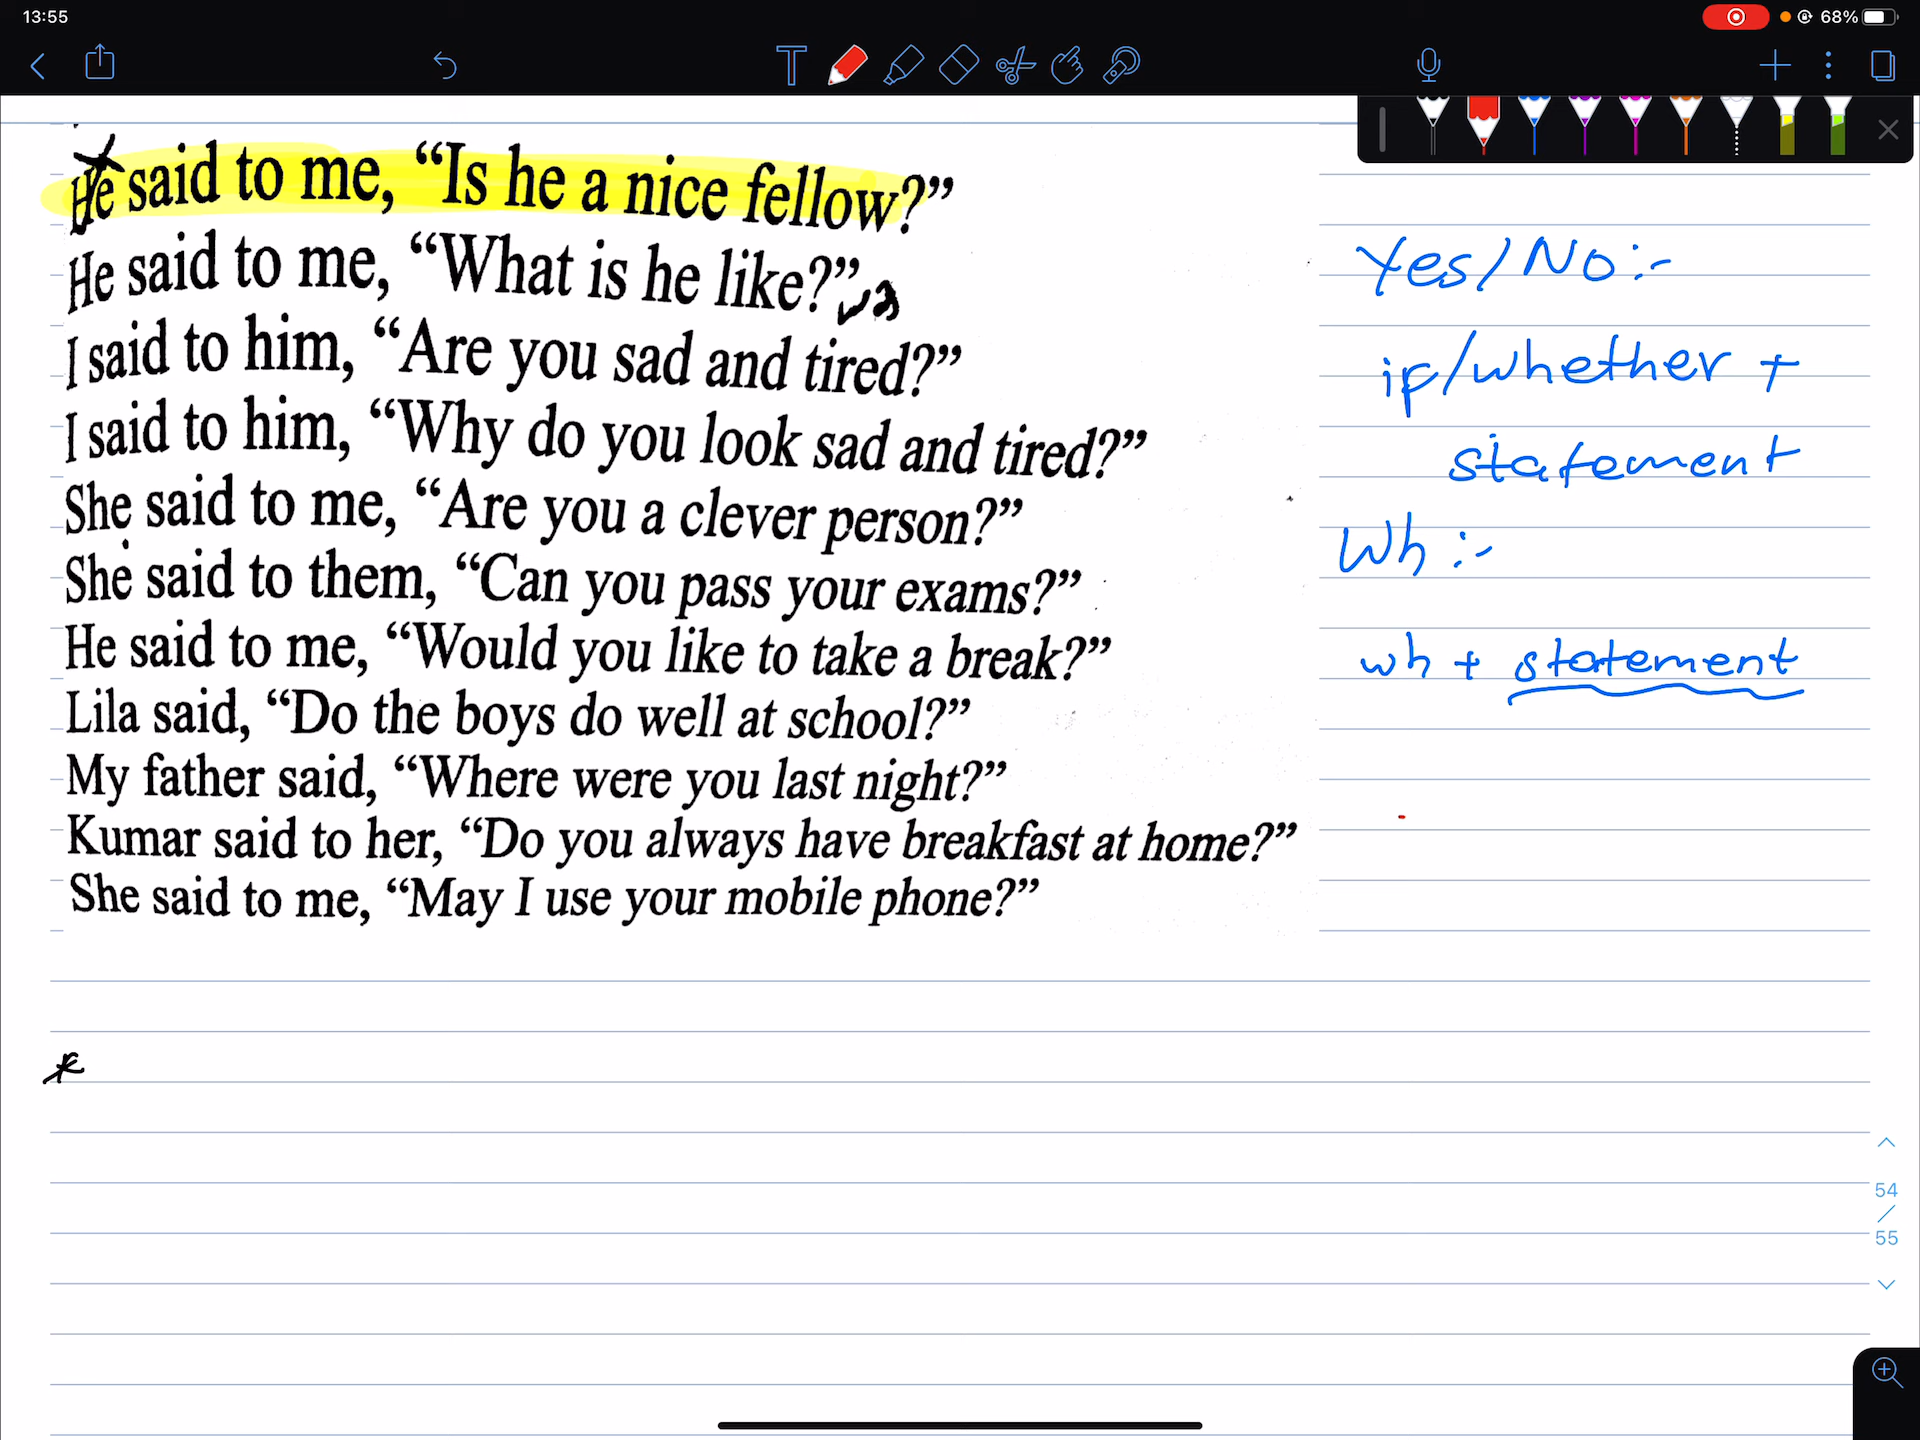 13:55
68%
He said to me, “Is he a nice fellow?”
He said to me, “What is he like?”
I said to him, “Are you sad and tired?”
I said to him, “Why do you look sad and tired?”
She said to me, “Are you a clever person?”
She said to them, “Can you pass your exams?”
He said to me, “Would you like to take a break?”
Lila said, “Do the boys do well at school?”
My father said, “Where were you last night?”
Kumar said to her, “Do you always have breakfast at home?”
She said to me, “May I use your mobile phone?”
Yes/No:-
if/whether +
statement
Wh:-
wh + statement
54
/
55